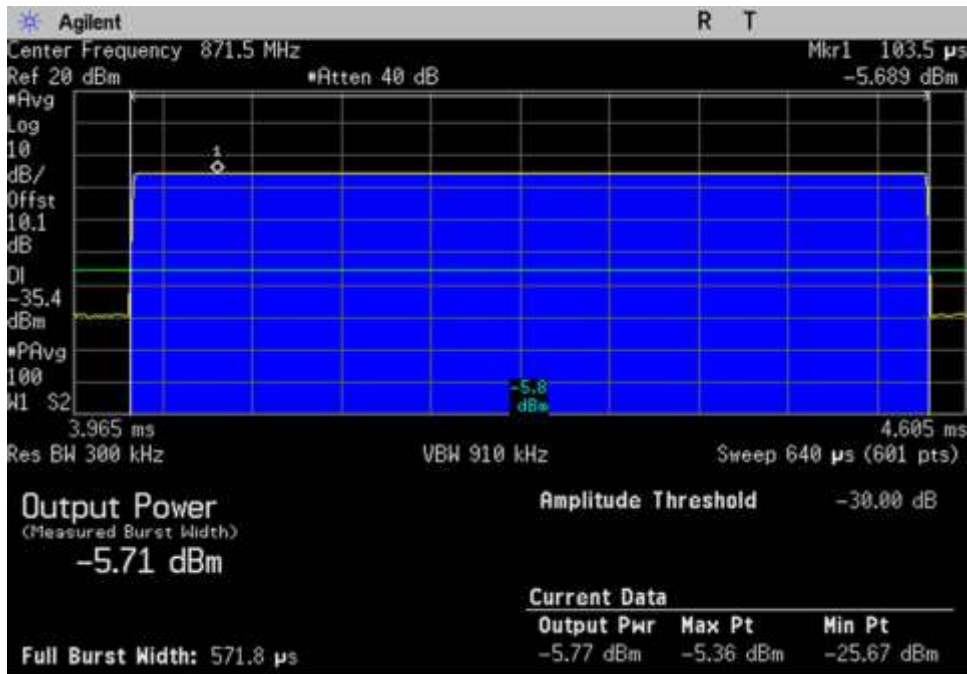 Agilent R T
Center Frequency 871.5 MHz Mkr1 103.5 µs
Ref 20 dBm *Atten 40 dB -5.689 dBm
*Avg
Log
10
dB/
Offst
10.1
dB
DI
-35.4
dBm
*PAvg
100
W1 S2
1
-5.8
dBm
3.965 ms 4.605 ms
Res BW 300 kHz VBW 910 kHz Sweep 640 µs (601 pts)
Output Power Amplitude Threshold -30.00 dB
(Measured Burst Width)
-5.71 dBm
Current Data
Output Pwr Max Pt Min Pt
Full Burst Width: 571.8 µs -5.77 dBm -5.36 dBm -25.67 dBm